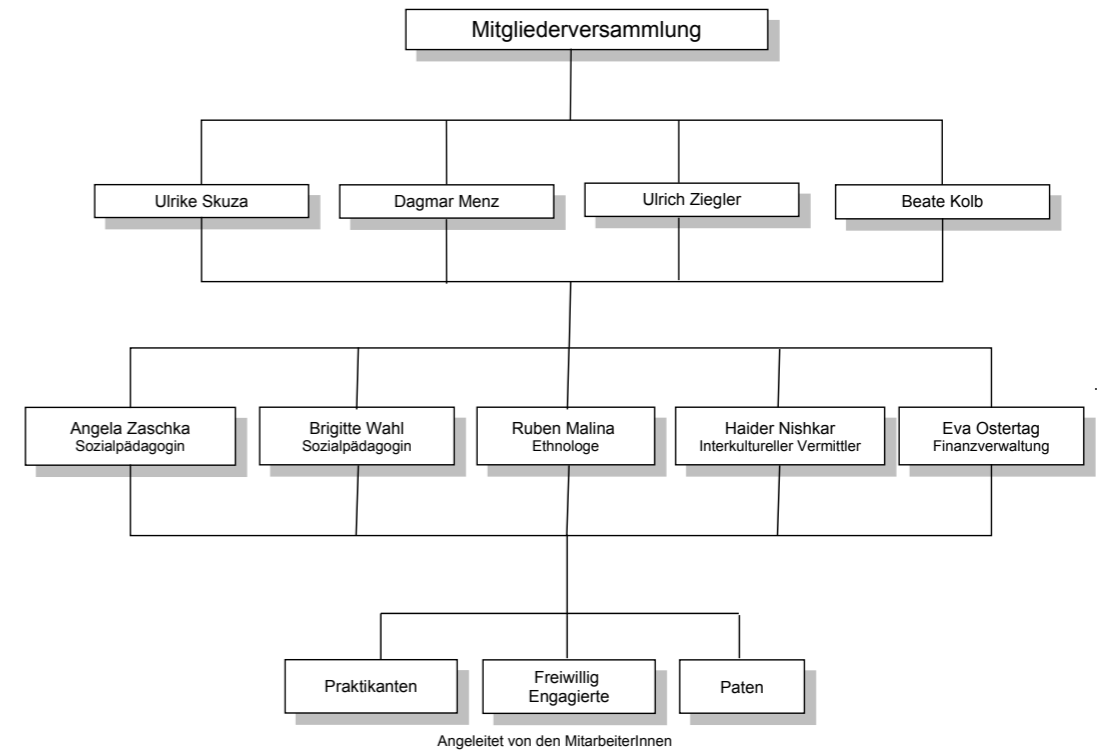 Mitgliederversammlung
Ulrike Skuza
Dagmar Menz
Ulrich Ziegler
Beate Kolb
Angela Zaschka
Sozialpädagogin
Brigitte Wahl
Sozialpädagogin
Ruben Malina
Ethnologe
Haider Nishkar
Interkultureller Vermittler
Eva Ostertag
Finanzverwaltung
Praktikanten
Freiwillig
Engagierte
Paten
Angeleitet von den MitarbeiterInnen